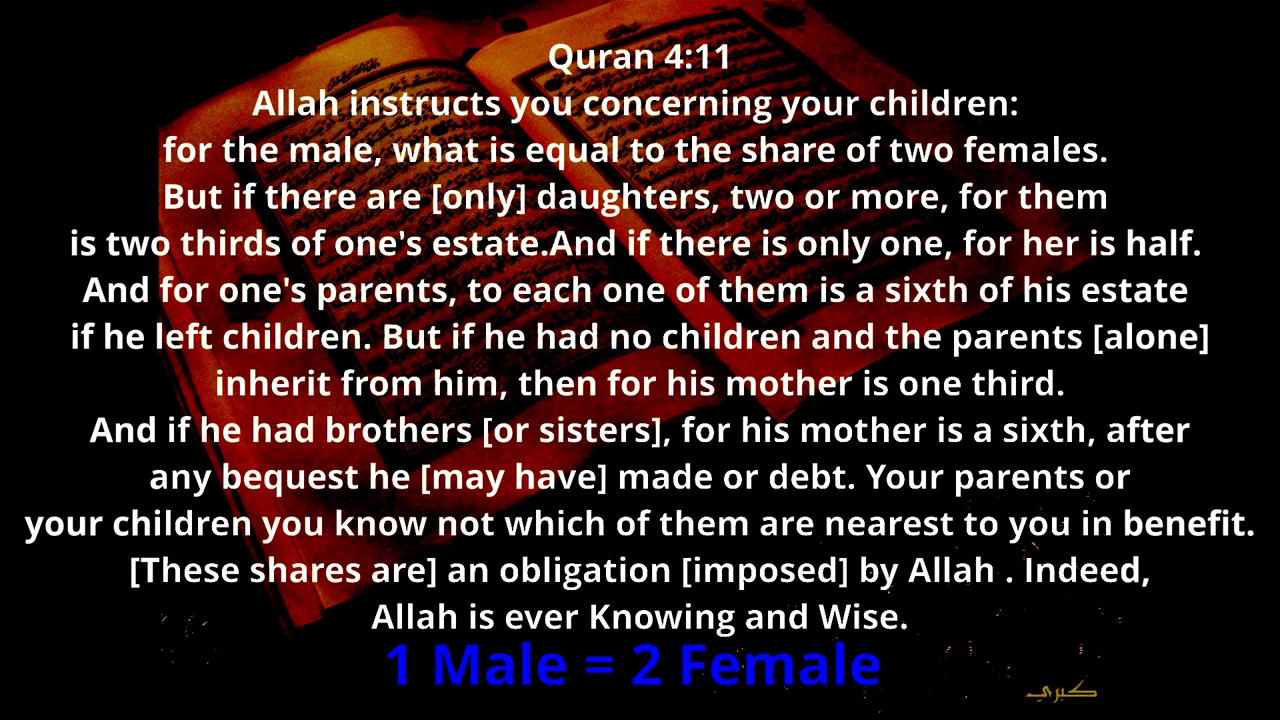 Quran 4:11
Allah instructs you concerning your children:
for the male, what is equal to the share of two females.
But if there are [only] daughters, two or more, for them
is two thirds of one's estate.And if there is only one, for her is half.
And for one's parents, to each one of them is a sixth of his estate
if he left children. But if he had no children and the parents [alone]
inherit from him, then for his mother is one third.
And if he had brothers [or sisters], for his mother is a sixth, after
any bequest he [may have] made or debt. Your parents or
your children you know not which of them are nearest to you in benefit.
[These shares are] an obligation [imposed] by Allah . Indeed,
Allah is ever Knowing and Wise.
1 Male = 2 Female
كبري